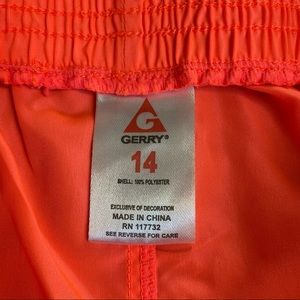 G
GERRY®
14
SHELL: 100% POLYESTER
EXCLUSIVE OF DECORATION
MADE IN CHINA
RN 117732
SEE REVERSE FOR CARE